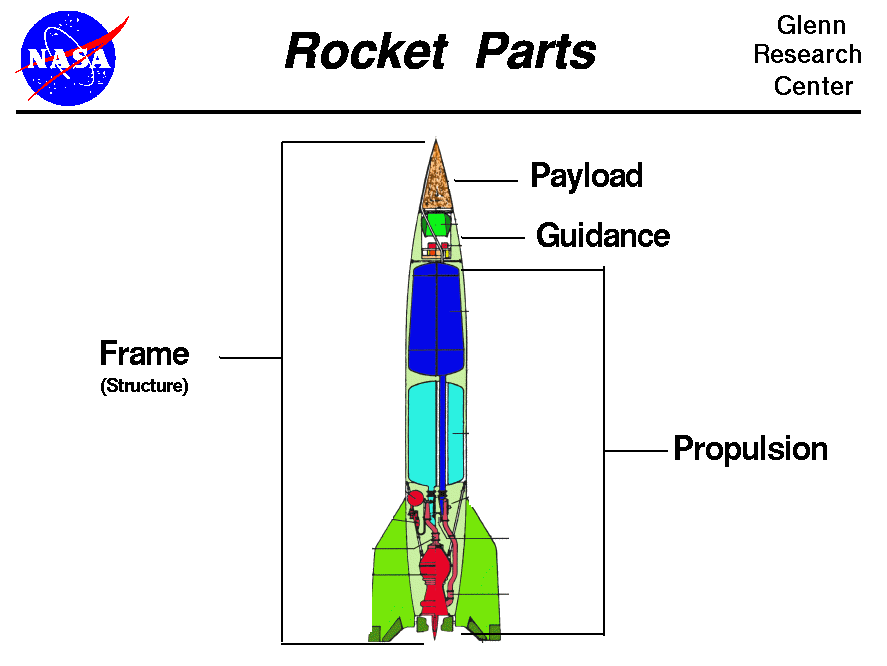 NASA
Rocket Parts
Glenn
Research
Center
Payload
Guidance
Frame
(Structure)
Propulsion